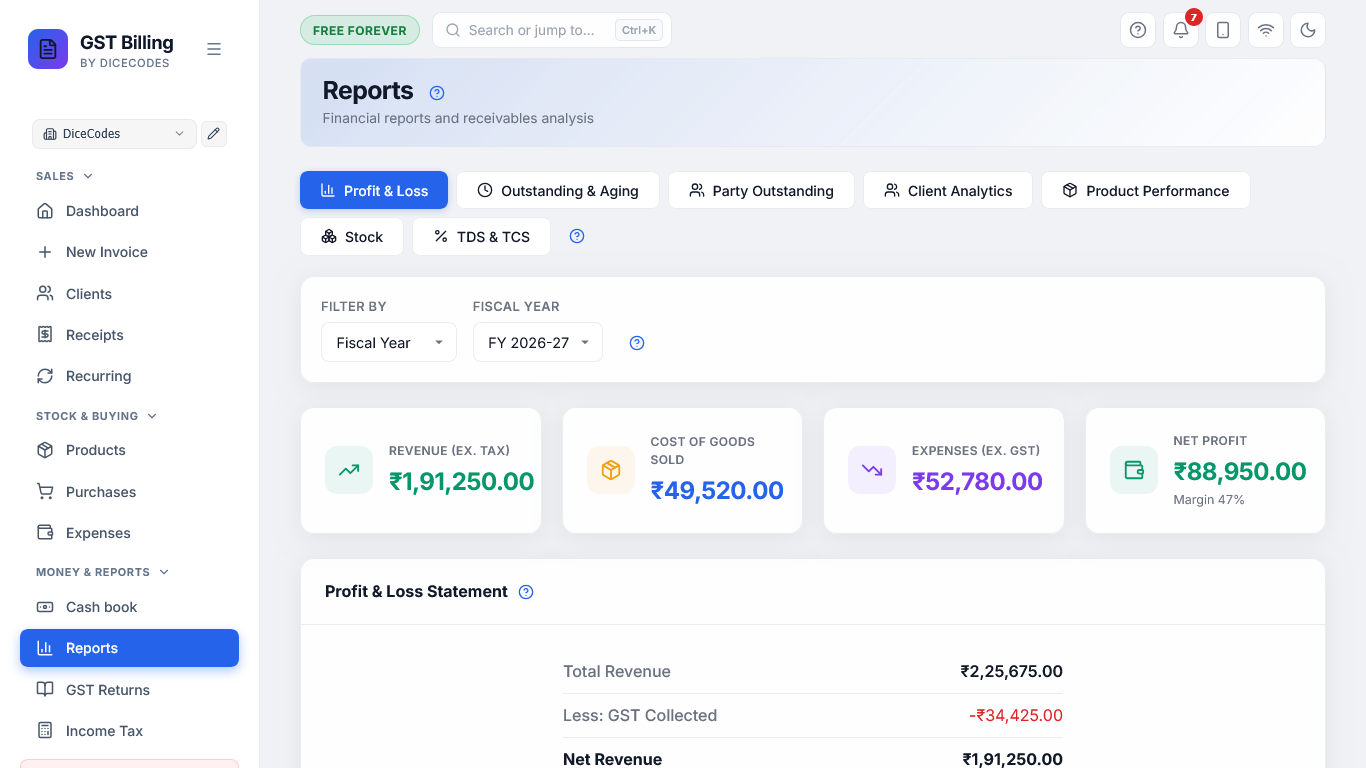 GST Billing
BY DICECODES
DiceCodes
SALES
Dashboard
New Invoice
Clients
Receipts
Recurring
STOCK & BUYING
Products
Purchases
Expenses
MONEY & REPORTS
Cash book
Reports
GST Returns
Income Tax
FREE FOREVER
Search or jump to...
Ctrl+K
7
Reports
Financial reports and receivables analysis
Profit & Loss
Outstanding & Aging
Party Outstanding
Client Analytics
Product Performance
Stock
TDS & TCS
FILTER BY
FISCAL YEAR
Fiscal Year
FY 2026-27
REVENUE (EX. TAX)
₹1,91,250.00
COST OF GOODS
SOLD
₹49,520.00
EXPENSES (EX. GST)
₹52,780.00
NET PROFIT
₹88,950.00
Margin 47%
Profit & Loss Statement
Total Revenue ₹2,25,675.00
Less: GST Collected -₹34,425.00
Net Revenue ₹1,91,250.00